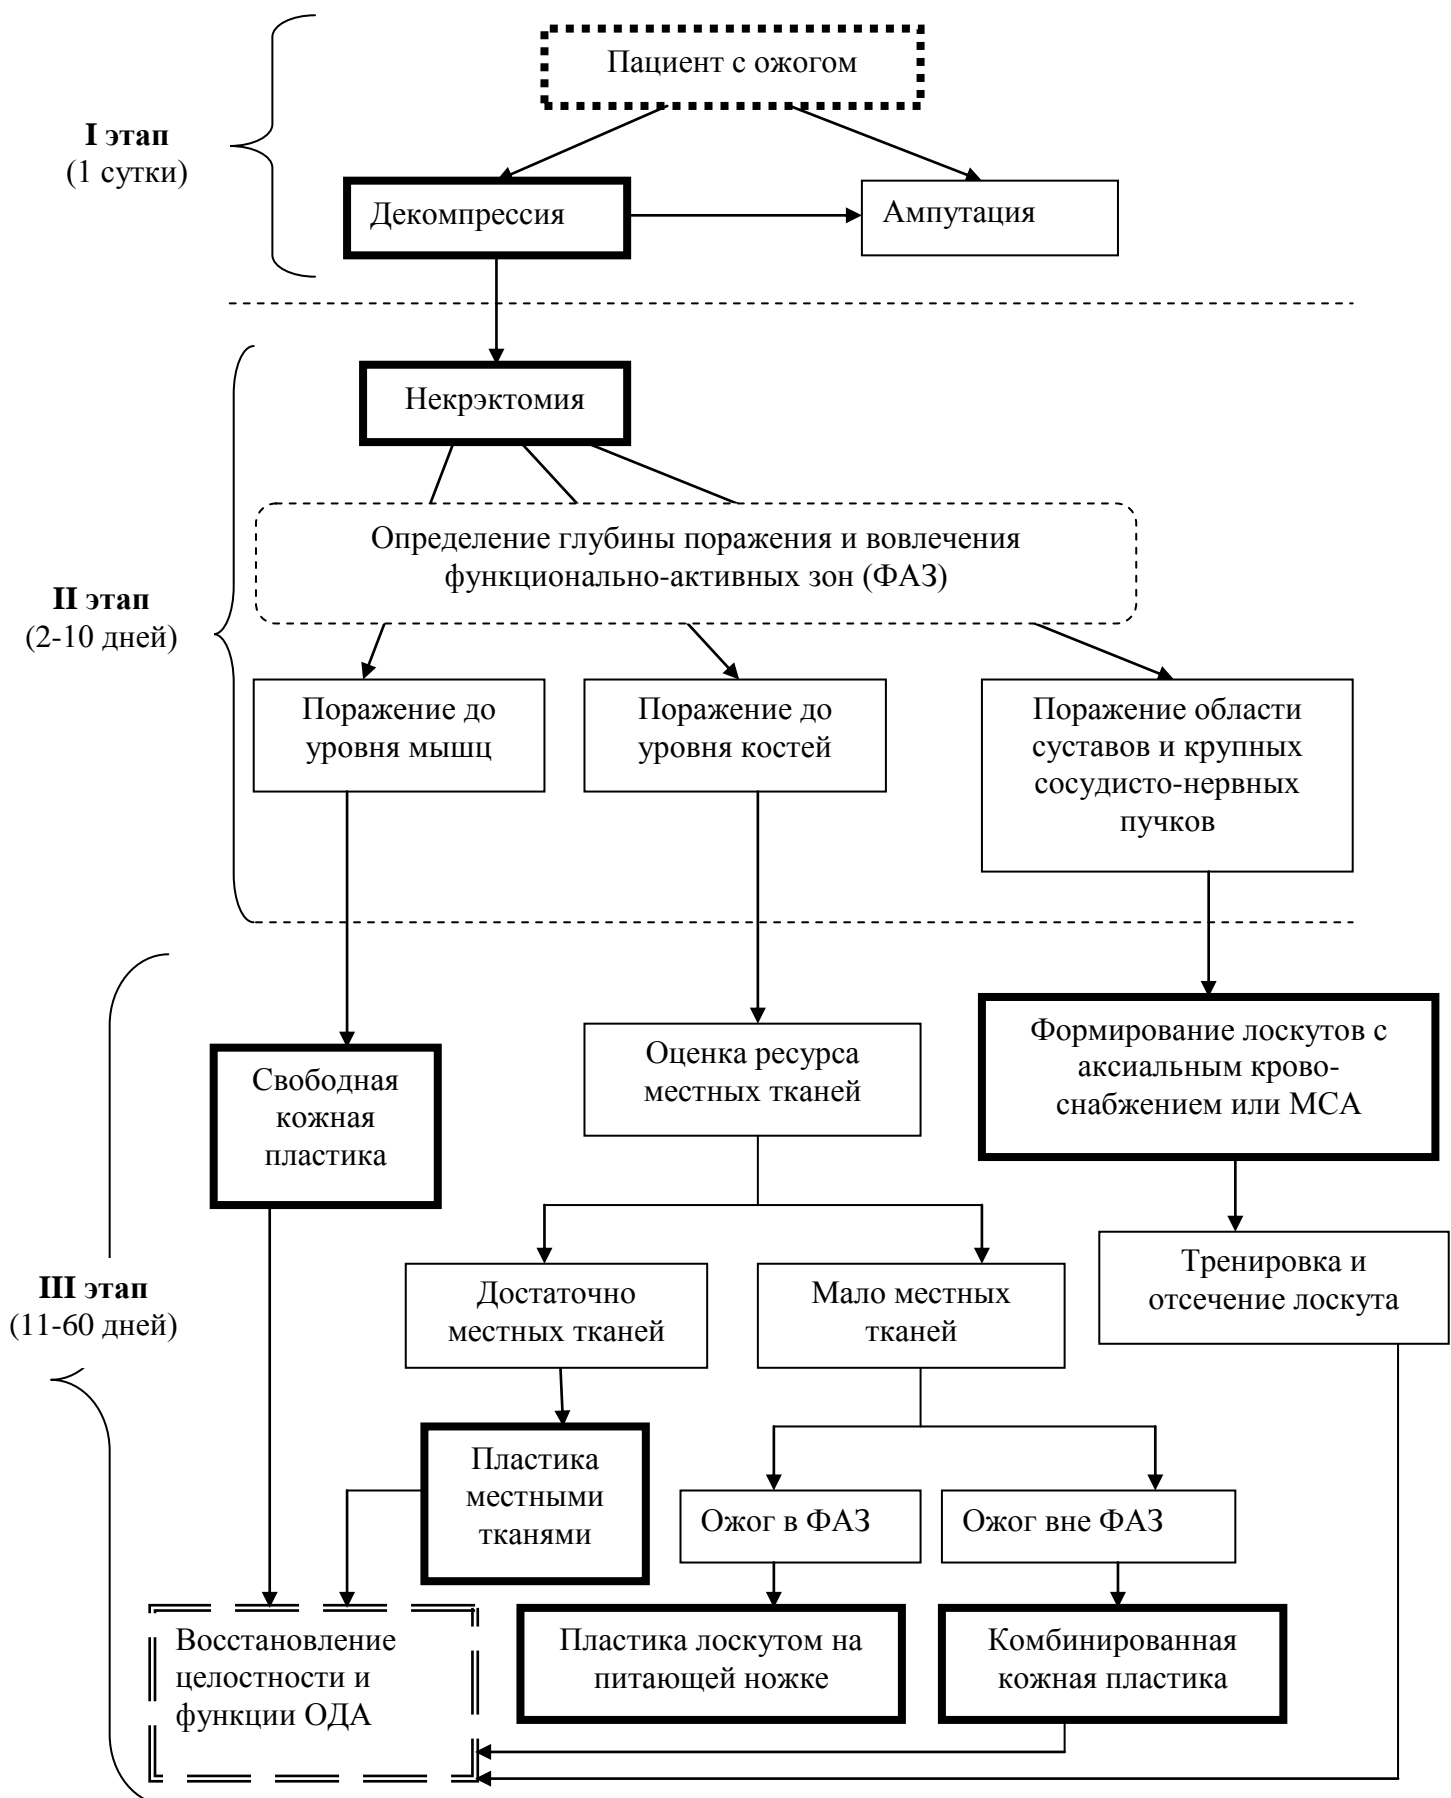 Пациент с ожогом
I этап
(1 сутки)
Декомпрессия
Ампутация
Некрэктомия
Определение глубины поражения и вовлечения
функционально-активных зон (ФАЗ)
II этап
(2-10 дней)
Поражение до
уровня мышц
Поражение до
уровня костей
Поражение области
суставов и крупных
сосудисто-нервных
пучков
Свободная
кожная
пластика
Оценка ресурса
местных тканей
Формирование лоскутов с
аксиальным крово-
снабжением или МСА
III этап
(11-60 дней)
Достаточно
местных тканей
Мало местных
тканей
Тренировка и
отсечение лоскута
Пластика
местными
тканями
Ожог в ФАЗ
Ожог вне ФАЗ
Восстановление
целостности и
функции ОДА
Пластика лоскутом на
питающей ножке
Комбинированная
кожная пластика